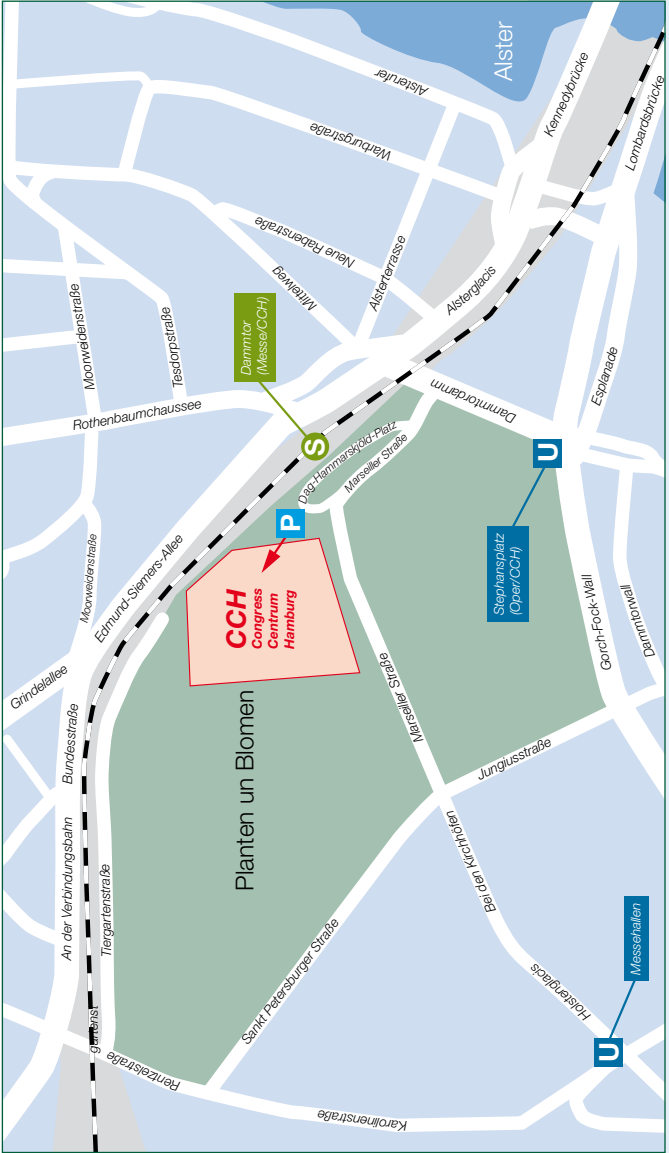 Alster
Kennedybrücke
Lombardsbrücke
Alsterufer
Warburgstraße
Neue Rabenstraße
Mittelweg
Alsterterrasse
Alsterglacis
Esplanade
Moorweidenstraße
Tesdorpstraße
Rothenbaumchaussee
Dammtor
(Messe/CCH)
S
Dammtordamm
Dag-Hammarskjöld-Platz
Marseiller Straße
U
Stephansplatz
(Oper/CCH)
P
CCH
Congress
Centrum
Hamburg
Planten un Blomen
Moorweidenstraße
Edmund-Siemers-Allee
Grindelallee
Bundesstraße
An der Verbindungsbahn
Tiergartenstraße
gartenst
Rentzelstraße
Marseiller Straße
Gorch-Fock-Wall
Dammtorwall
Jungiusstraße
Bei den Kirchhöfen
Sankt Petersburger Straße
Holstenglacis
Karolinenstraße
U
Messehallen